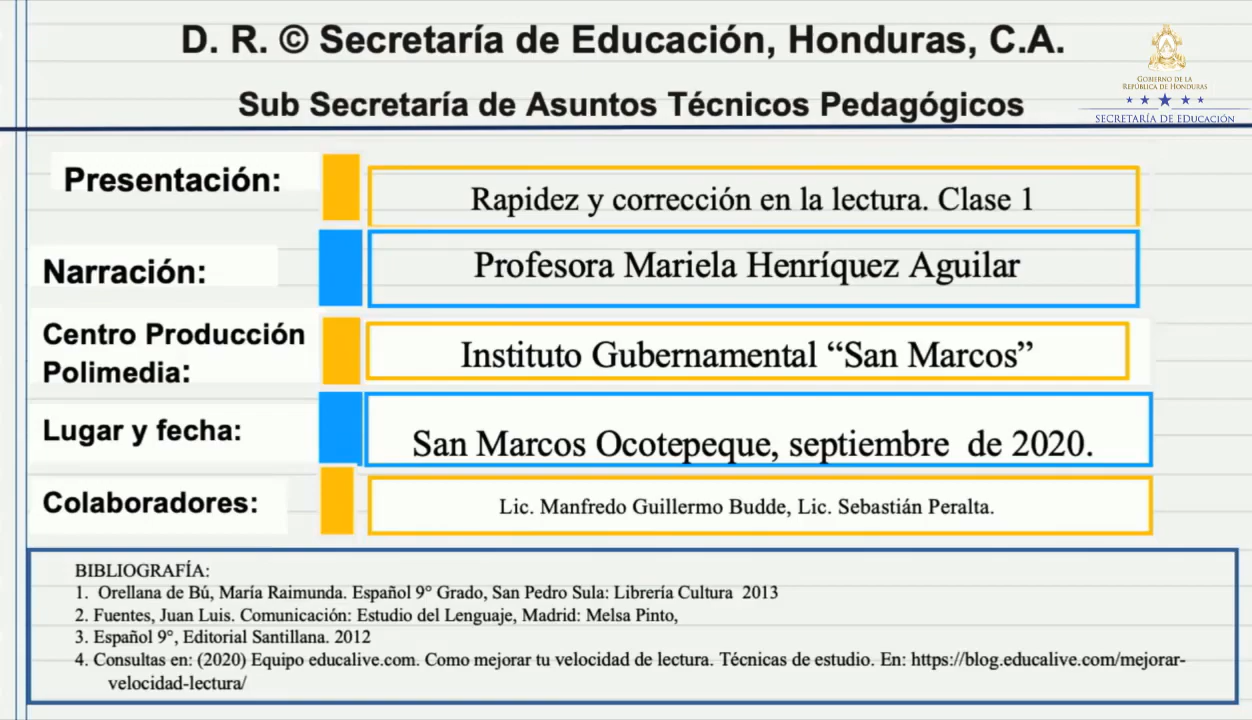 D. R. © Secretaría de Educación, Honduras, C.A.
Sub Secretaría de Asuntos Técnicos Pedagógicos
GOBIERNO DE LA
REPÚBLICA DE HONDURAS
SECRETARÍA DE EDUCACIÓN
Presentación:
Rapidez y corrección en la lectura. Clase 1
Narración:
Profesora Mariela Henríquez Aguilar
Centro Producción
Polimedia:
Instituto Gubernamental “San Marcos”
Lugar y fecha:
San Marcos Ocotepeque, septiembre de 2020.
Colaboradores:
Lic. Manfredo Guillermo Budde, Lic. Sebastián Peralta.
BIBLIOGRAFÍA:
1. Orellana de Bú, María Raimunda. Español 9° Grado, San Pedro Sula: Librería Cultura 2013
2. Fuentes, Juan Luis. Comunicación: Estudio del Lenguaje, Madrid: Melsa Pinto,
3. Español 9°, Editorial Santillana. 2012
4. Consultas en: (2020) Equipo educalive.com. Como mejorar tu velocidad de lectura. Técnicas de estudio. En: https://blog.educalive.com/mejorar-
velocidad-lectura/